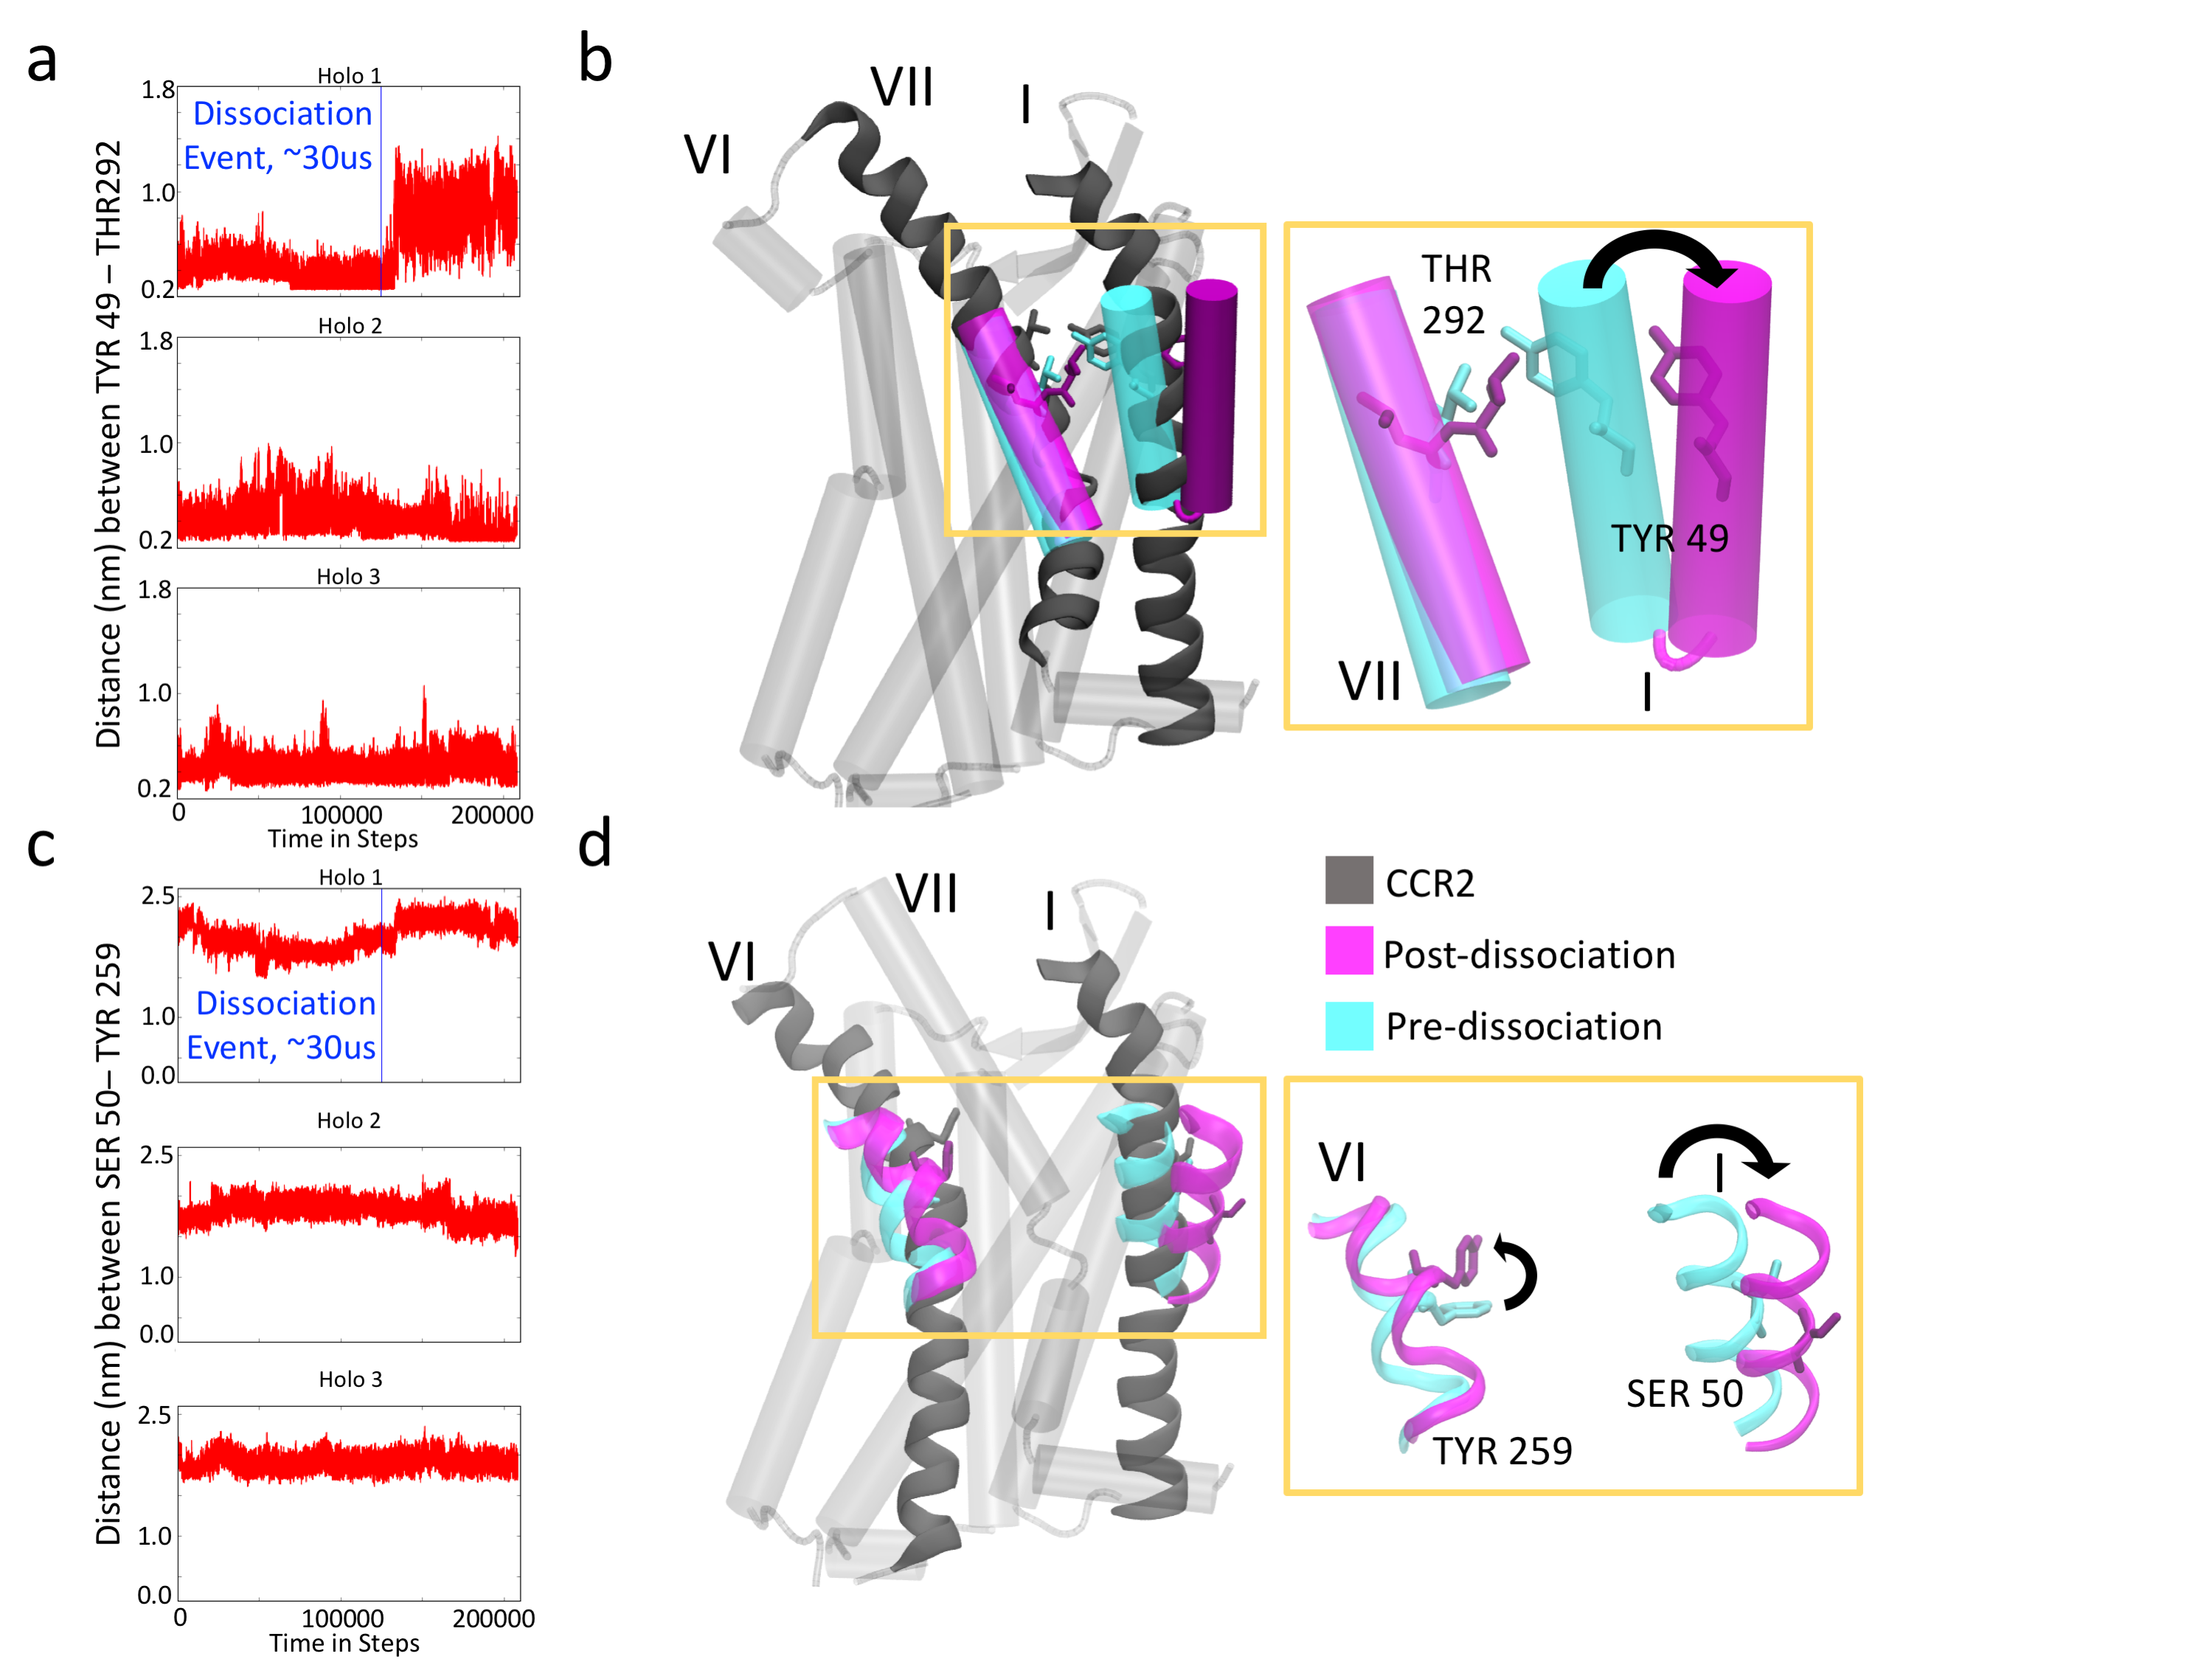 a
Distance (nm) between TYR 49 – THR292
Holo 1
1.8
1.0
0.2
Dissociation
Event, ~30us
Holo 2
1.8
1.0
0.2
Holo 3
1.8
1.0
0.2
0 100000 200000
Time in Steps
b
VI
VII
I
THR
292
TYR 49
VII
I
c
Distance (nm) between SER 50– TYR 259
Holo 1
2.5
1.0
0.0
Dissociation
Event, ~30us
Holo 2
2.5
1.0
0.0
Holo 3
2.5
1.0
0.0
0 100000 200000
Time in Steps
d
VI
VII
I
CCR2
Post-dissociation
Pre-dissociation
VI
I
SER 50
TYR 259